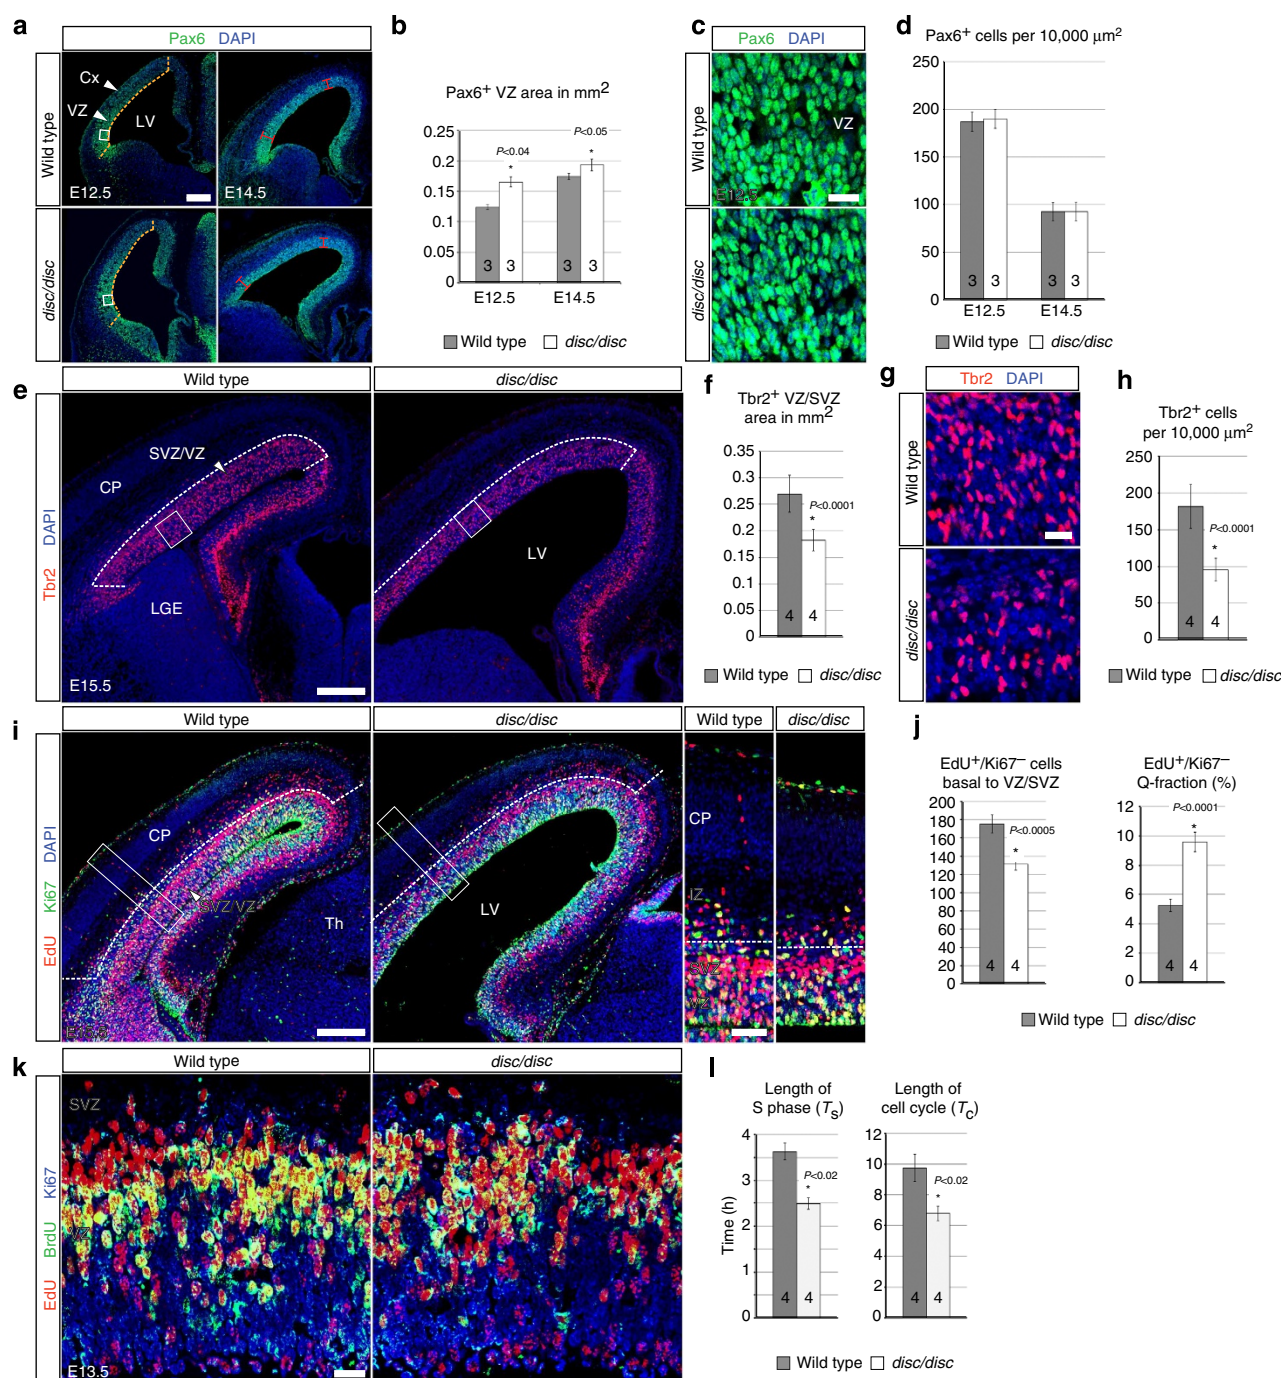 a
Pax6 DAPI
Wild type
disc/disc
Cx
VZ
LV
E12.5
E14.5
b
Pax6+ VZ area in mm2
0.25
0.2
0.15
0.1
0.05
0
P<0.04
*
P<0.05
*
3 3 3 3
E12.5 E14.5
Wild type disc/disc
c
Pax6 DAPI
Wild type
disc/disc
VZ
E12.5
d
Pax6+ cells per 10,000 µm2
250
200
150
100
50
0
3 3 3 3
E12.5 E14.5
Wild type disc/disc
e
Wild type
disc/disc
Tbr2 DAPI
SVZ/VZ
CP
LGE
LV
E15.5
f
Tbr2+ VZ/SVZ
area in mm2
0.35
0.3
0.25
0.2
0.15
0.1
0.05
0
P<0.0001
*
4 4
Wild type disc/disc
g
Tbr2 DAPI
Wild type
disc/disc
h
Tbr2+ cells
per 10,000 µm2
250
200
150
100
50
0
P<0.0001
*
4 4
Wild type disc/disc
i
Wild type
disc/disc
Wild type
disc/disc
EdU Ki67 DAPI
CP
SVZ/VZ
Th
LV
CP
IZ
SVZ
VZ
j
EdU+/Ki67− cells
basal to VZ/SVZ
200
180
160
140
120
100
80
60
40
20
0
P<0.0005
*
4 4
EdU+/Ki67−
Q-fraction (%)
12
10
8
6
4
2
0
P<0.0001
*
4 4
Wild type disc/disc
k
Wild type
disc/disc
EdU BrdU Ki67
SVZ
VZ
E13.5
l
Length of
S phase (TS)
Time (h)
4
3
2
1
0
P<0.02
*
4 4
Length of
cell cycle (TC)
12
10
8
6
4
2
0
P<0.02
*
4 4
Wild type disc/disc